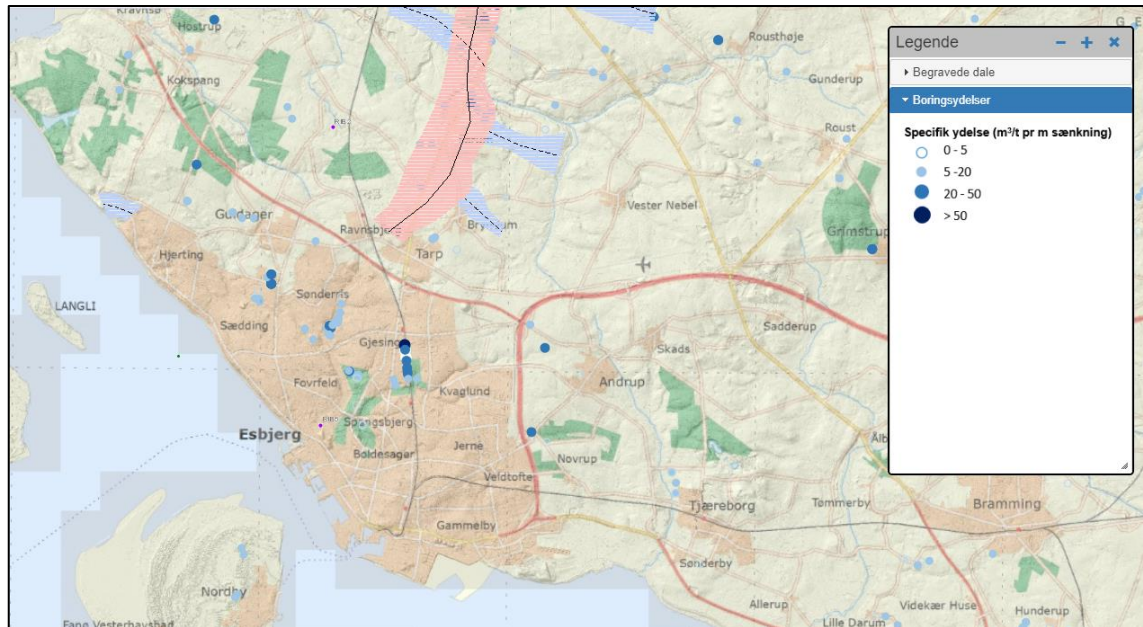 Kravnsø
Hostrup
Rousthøje
G
Legende
Begravede dale
Boringsydelser
Specifik ydelse (m³/t pr m sænkning)
0 - 5
5 -20
20 - 50
> 50
Kokspang
Gunderup
Roust
Guldager
Ravnsbjerg
Vester Nebel
Grimstrup
Hjerting
Tarp
LANGLI
Sønderris
Sædding
Gjesing
Skads
Sadderup
Fovrfeld
Kvaglund
Andrup
Esbjerg
Spangsbjerg
Jerne
Boldesager
Novrup
Veldtofte
Tjæreborg
Tømmerby
Bramming
Gammelby
Sønderby
Nordby
Allerup
Videkær Huse
Hunderup
Fanø Vesterhavsbad
Lille Darum